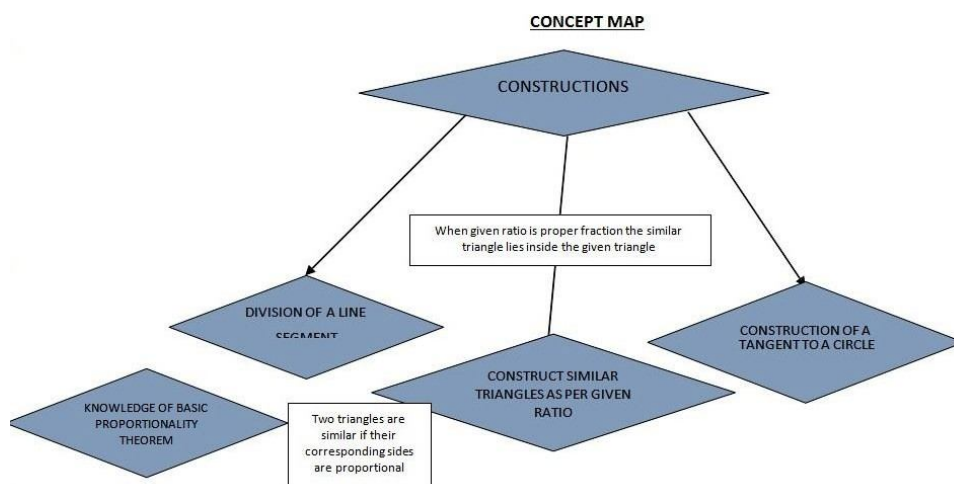 CONCEPT MAP
CONSTRUCTIONS
When given ratio is proper fraction the similar
triangle lies inside the given triangle
DIVISION OF A LINE
SEGMENT
CONSTRUCTION OF A
TANGENT TO A CIRCLE
CONSTRUCT SIMILAR
TRIANGLES AS PER GIVEN
RATIO
KNOWLEDGE OF BASIC
PROPORTIONALITY
THEOREM
Two triangles are
similar if their
corresponding sides
are proportional